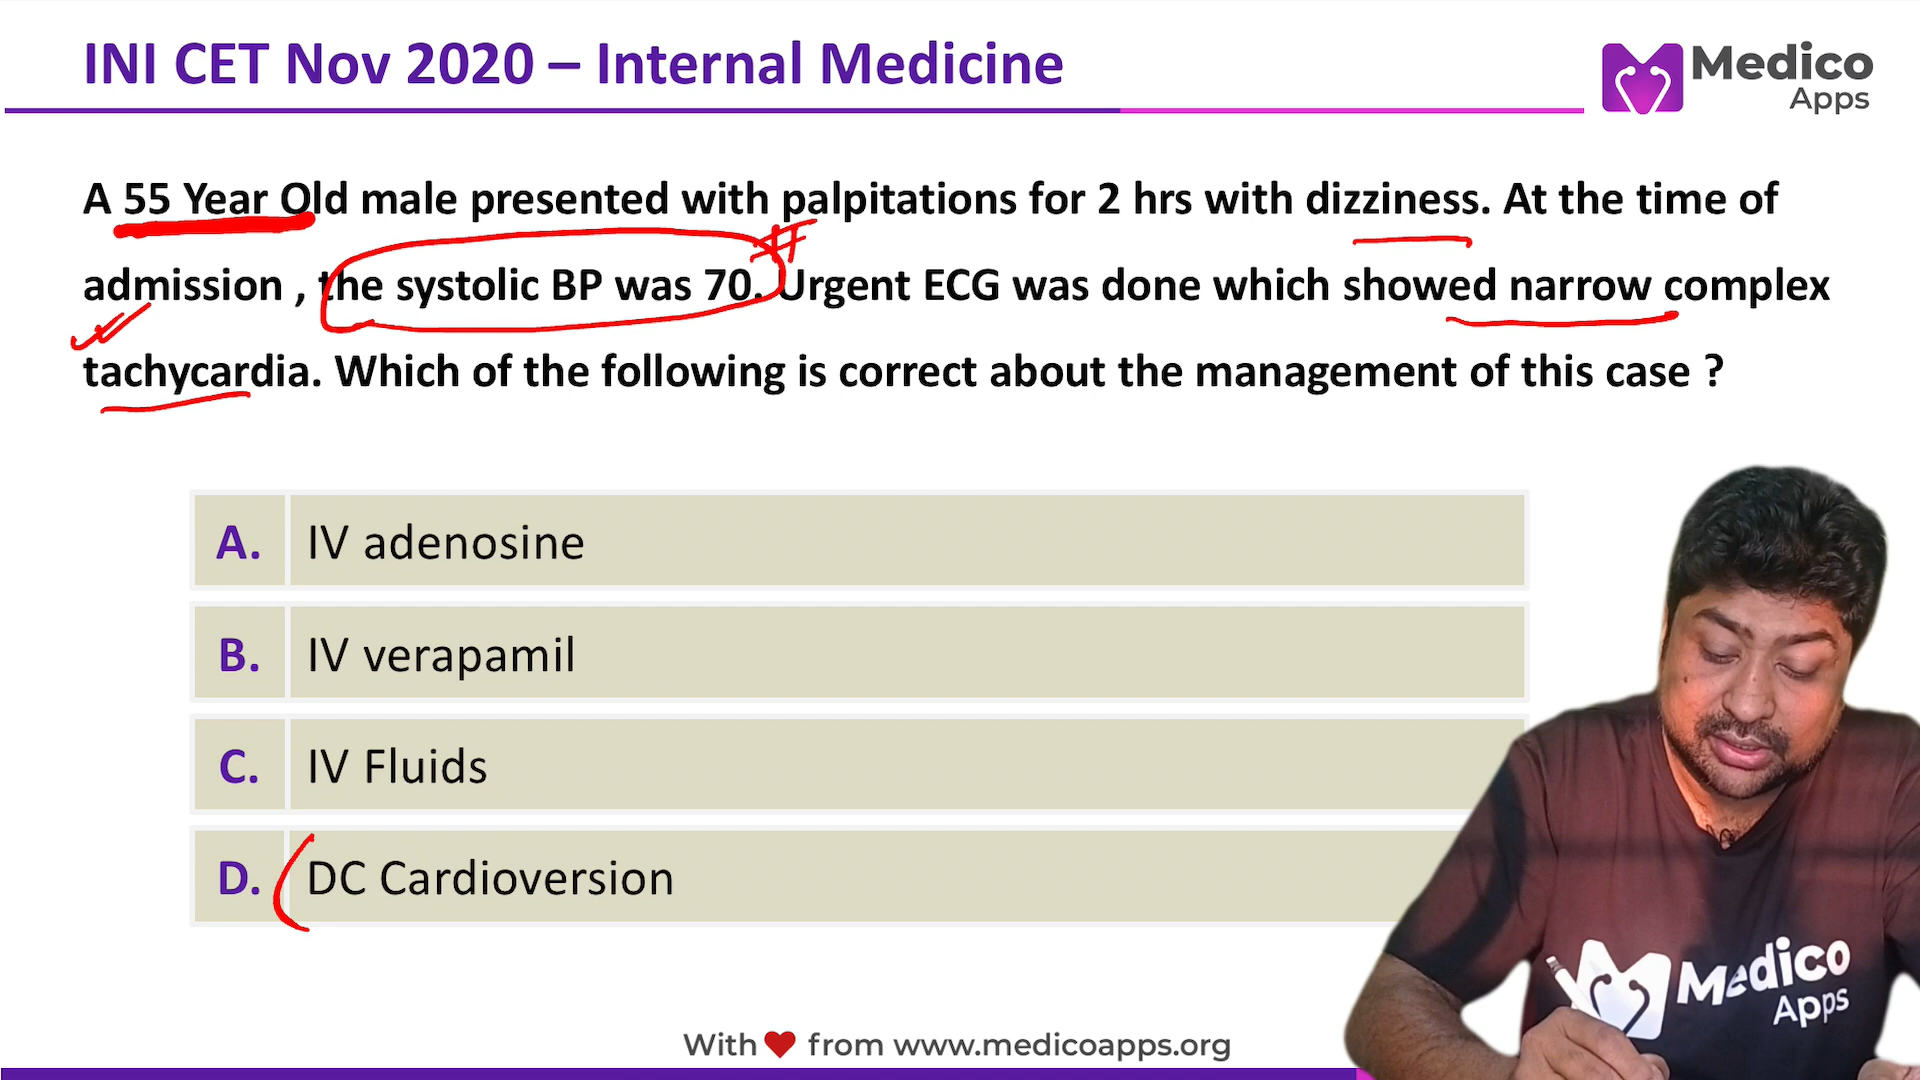 INI CET Nov 2020 – Internal Medicine
Medico
Apps
A 55 Year Old male presented with palpitations for 2 hrs with dizziness. At the time of
admission , the systolic BP was 70. Urgent ECG was done which showed narrow complex
tachycardia. Which of the following is correct about the management of this case ?
A. IV adenosine
B. IV verapamil
C. IV Fluids
D. DC Cardioversion
Medico
Apps
With ❤ from www.medicoapps.org